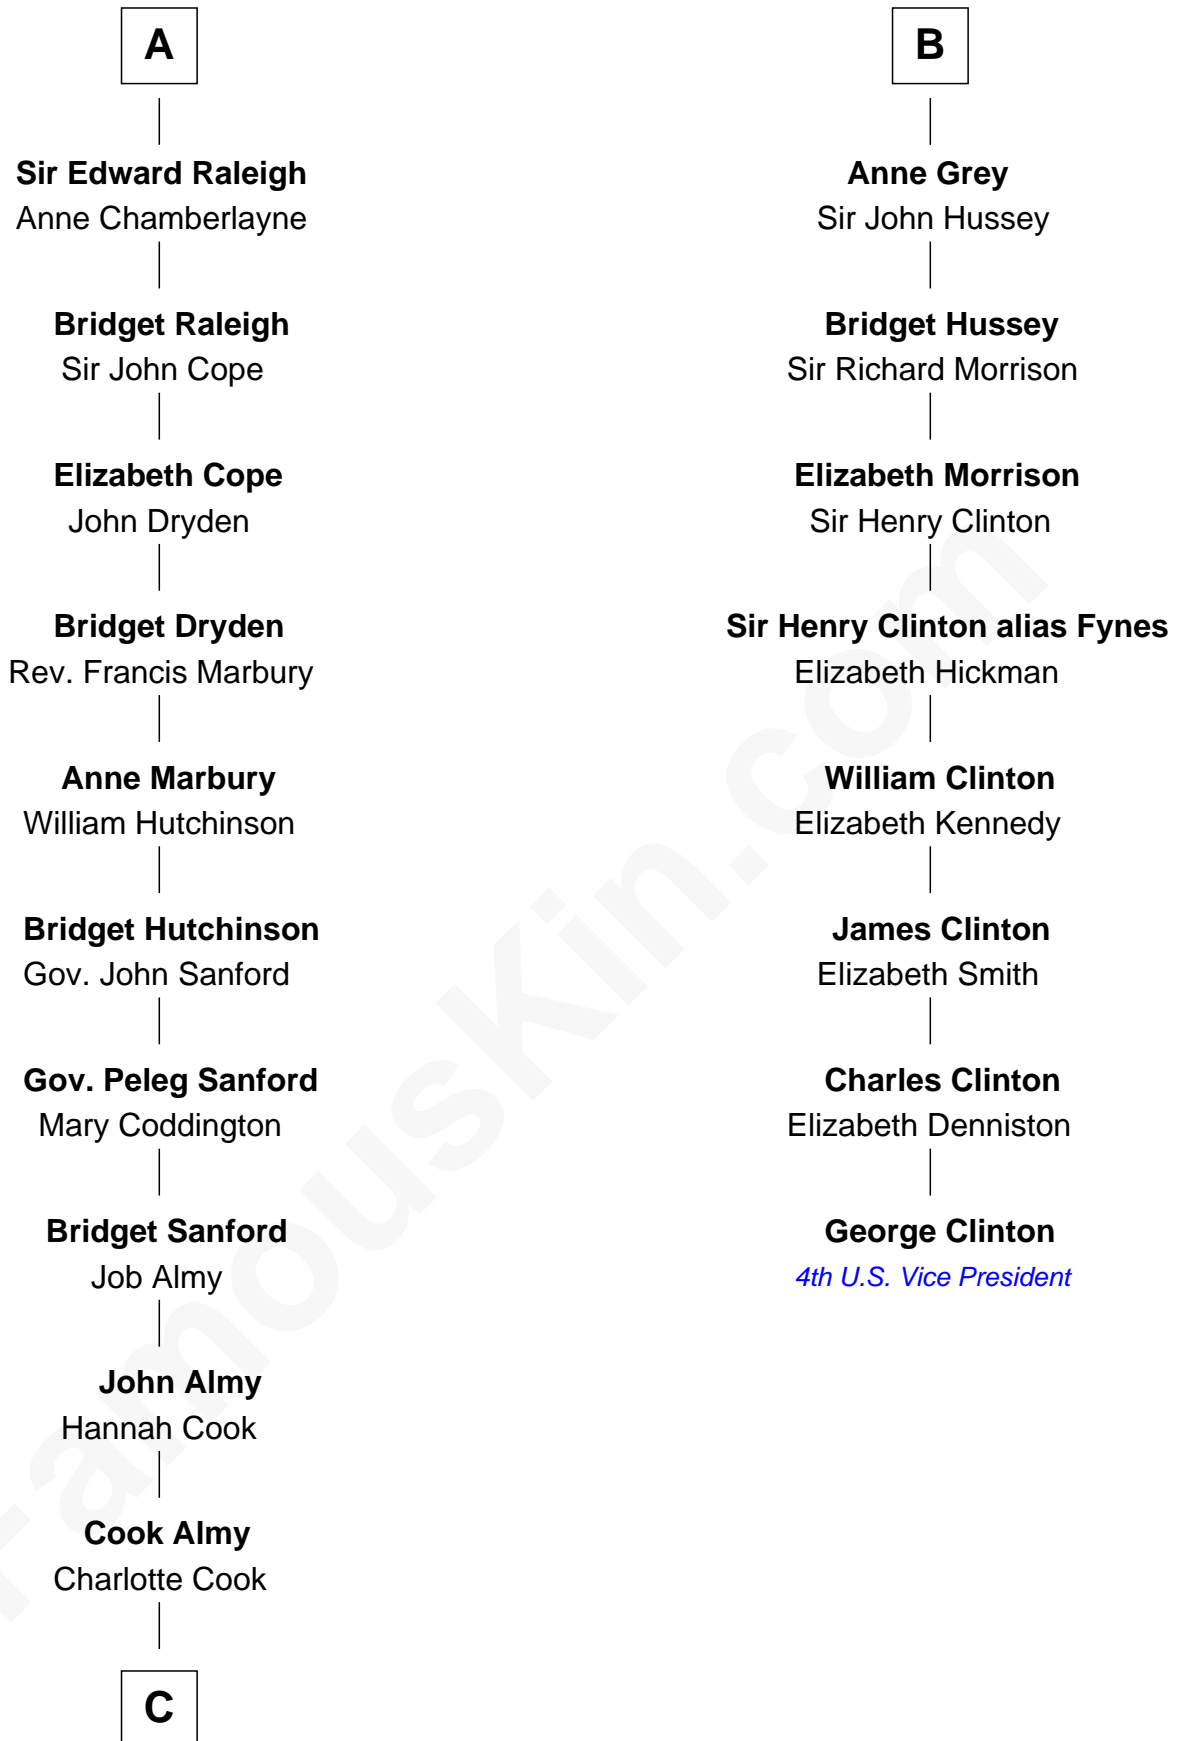 A
Sir Edward Raleigh
Anne Chamberlayne
Bridget Raleigh
Sir John Cope
Elizabeth Cope
John Dryden
Bridget Dryden
Rev. Francis Marbury
Anne Marbury
William Hutchinson
Bridget Hutchinson
Gov. John Sanford
Gov. Peleg Sanford
Mary Coddington
Bridget Sanford
Job Almy
John Almy
Hannah Cook
Cook Almy
Charlotte Cook
C
B
Anne Grey
Sir John Hussey
Bridget Hussey
Sir Richard Morrison
Elizabeth Morrison
Sir Henry Clinton
Sir Henry Clinton alias Fynes
Elizabeth Hickman
William Clinton
Elizabeth Kennedy
James Clinton
Elizabeth Smith
Charles Clinton
Elizabeth Denniston
George Clinton
4th U.S. Vice President
FamousKin.com